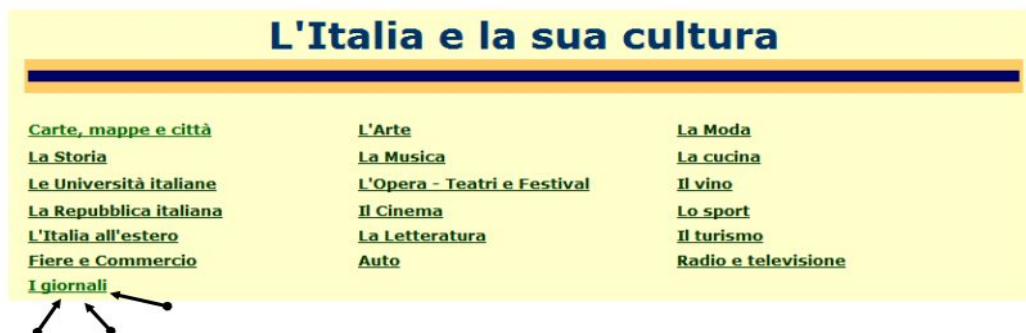 L'Italia e la sua cultura
Carte, mappe e città
La Storia
Le Università italiane
La Repubblica italiana
L'Italia all'estero
Fiere e Commercio
I giornali
L'Arte
La Musica
L'Opera - Teatri e Festival
Il Cinema
La Letteratura
Auto
La Moda
La cucina
Il vino
Lo sport
Il turismo
Radio e televisione